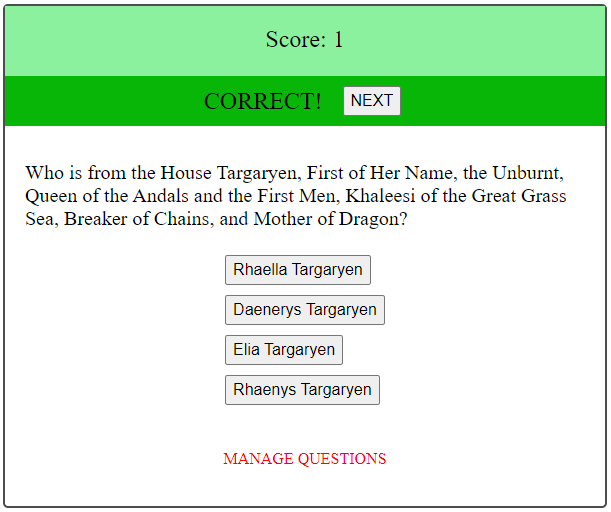 Score: 1
CORRECT! NEXT
Who is from the House Targaryen, First of Her Name, the Unburnt,
Queen of the Andals and the First Men, Khaleesi of the Great Grass
Sea, Breaker of Chains, and Mother of Dragon?
Rhaella Targaryen
Daenerys Targaryen
Elia Targaryen
Rhaenys Targaryen
MANAGE QUESTIONS